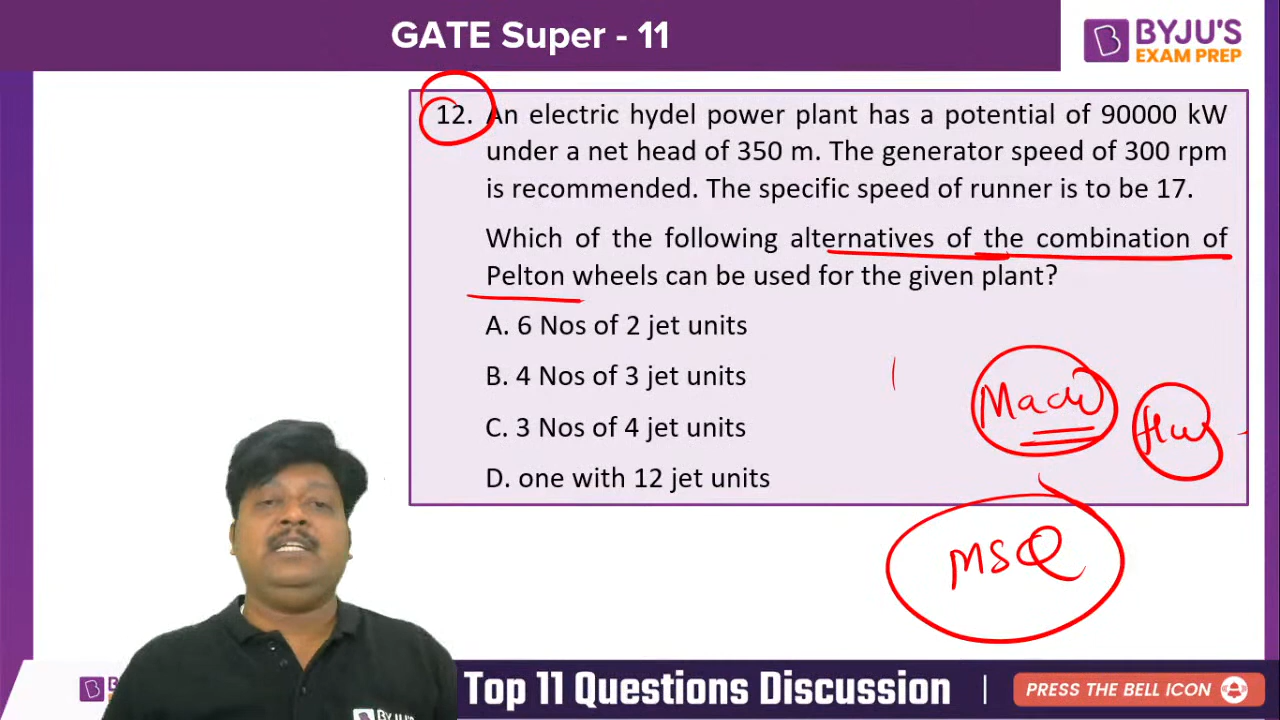 GATE Super - 11
BYJU'S
EXAM PREP
12. An electric hydel power plant has a potential of 90000 kW
under a net head of 350 m. The generator speed of 300 rpm
is recommended. The specific speed of runner is to be 17.
Which of the following alternatives of the combination of
Pelton wheels can be used for the given plant?
A. 6 Nos of 2 jet units
B. 4 Nos of 3 jet units
C. 3 Nos of 4 jet units
D. one with 12 jet units
MSQ
BYJU'S
Top 11 Questions Discussion
PRESS THE BELL ICON